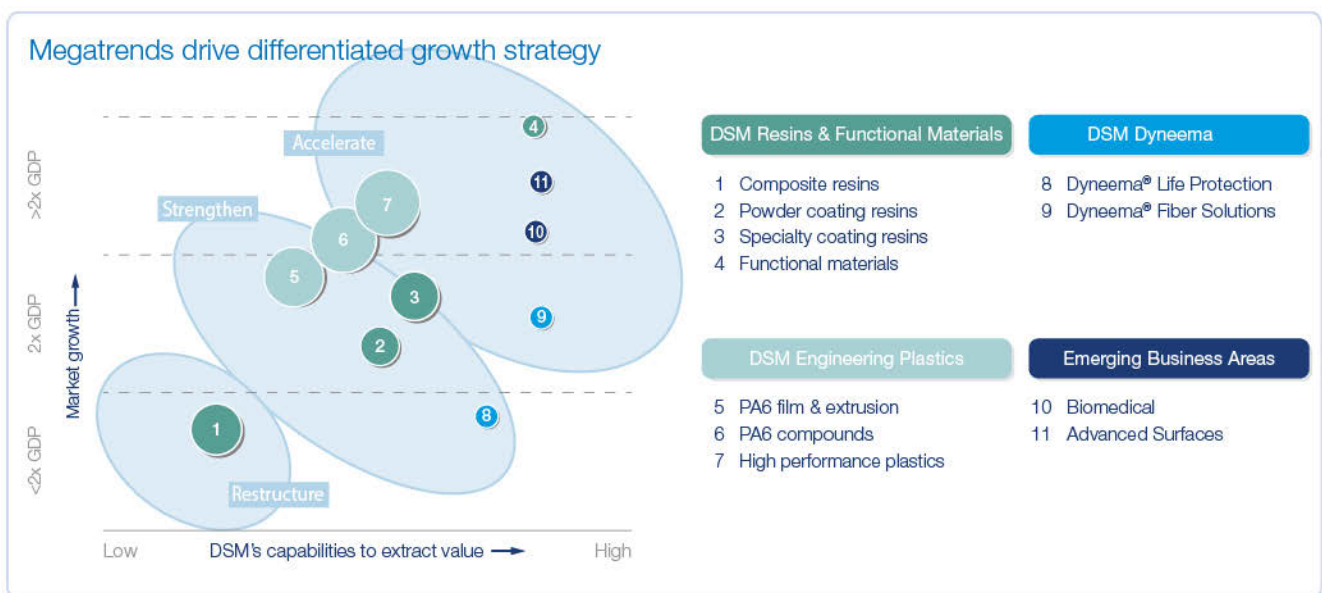 Megatrends drive differentiated growth strategy
Accelerate
Strengthen
Restructure
>2x GDP
2x GDP
<2x GDP
Market growth
4
11
7
10
6
5
3
9
2
8
1
Low
DSM's capabilities to extract value
High
DSM Resins & Functional Materials
1 Composite resins
2 Powder coating resins
3 Specialty coating resins
4 Functional materials
DSM Dyneema
8 Dyneema® Life Protection
9 Dyneema® Fiber Solutions
DSM Engineering Plastics
5 PA6 film & extrusion
6 PA6 compounds
7 High performance plastics
Emerging Business Areas
10 Biomedical
11 Advanced Surfaces